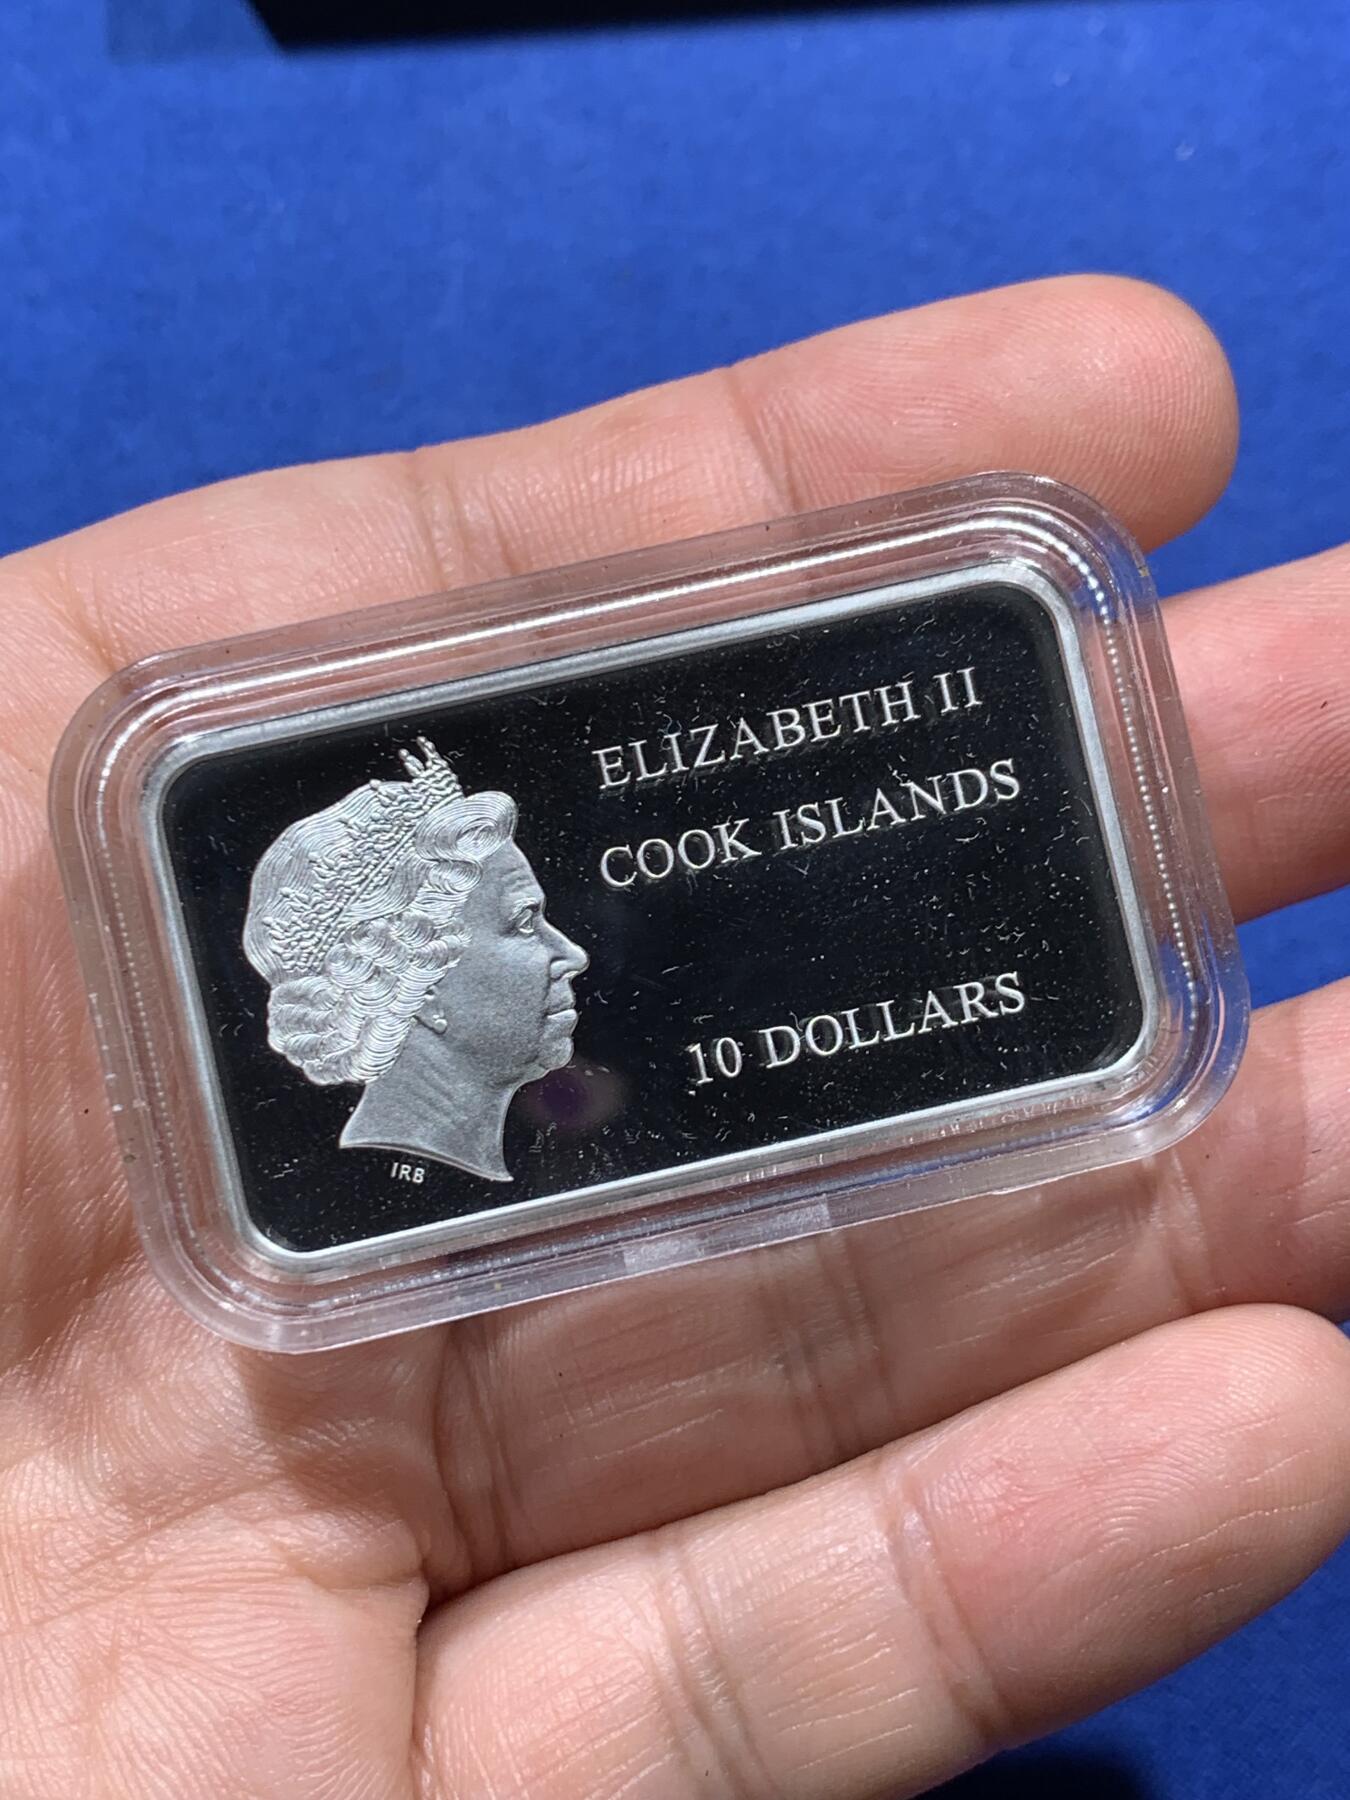 ELIZABETH II
COOK ISLANDS
10 DOLLARS
IRB